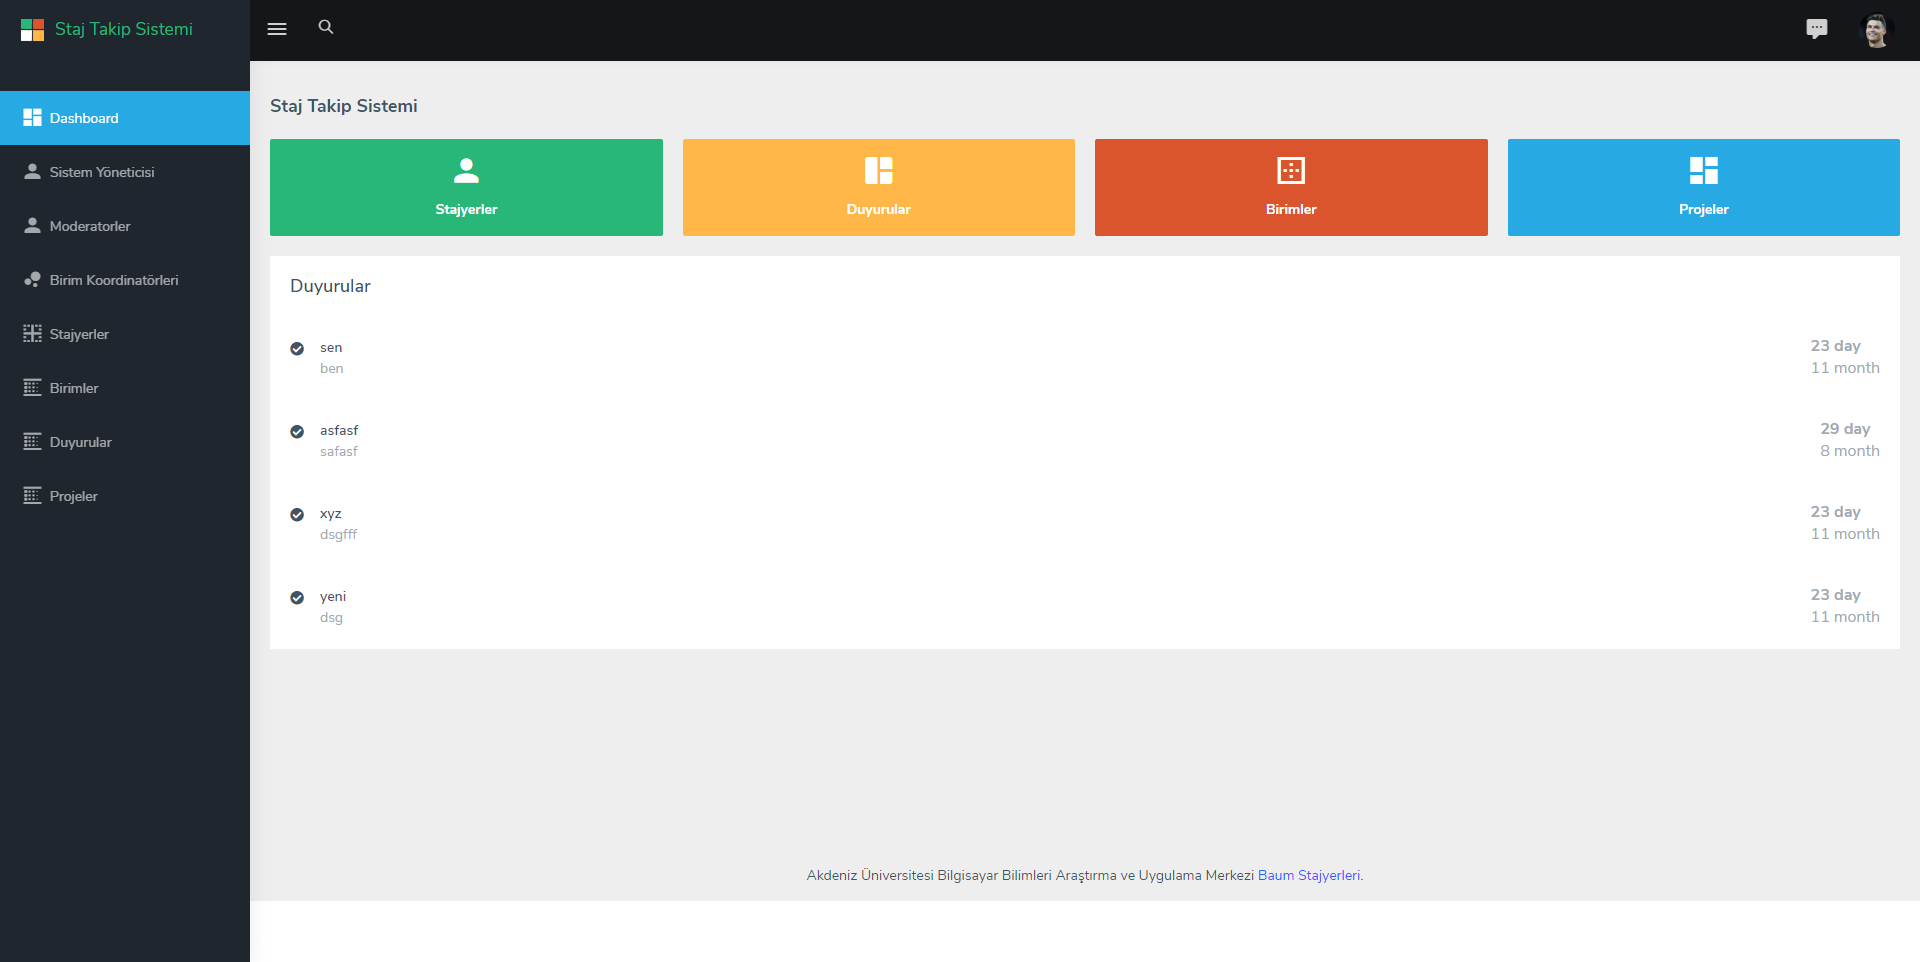 Staj Takip Sistemi
Dashboard
Sistem Yöneticisi
Moderatorler
Birim Koordinatörleri
Stajyerler
Birimler
Duyurular
Projeler
Staj Takip Sistemi
Stajyerler
Duyurular
Birimler
Projeler
Duyurular
sen
ben
23 day
11 month
asfasf
safasf
29 day
8 month
xyz
dsgfff
23 day
11 month
yeni
dsg
23 day
11 month
Akdeniz Üniversitesi Bilgisayar Bilimleri Araştırma ve Uygulama Merkezi Baum Stajyerleri.